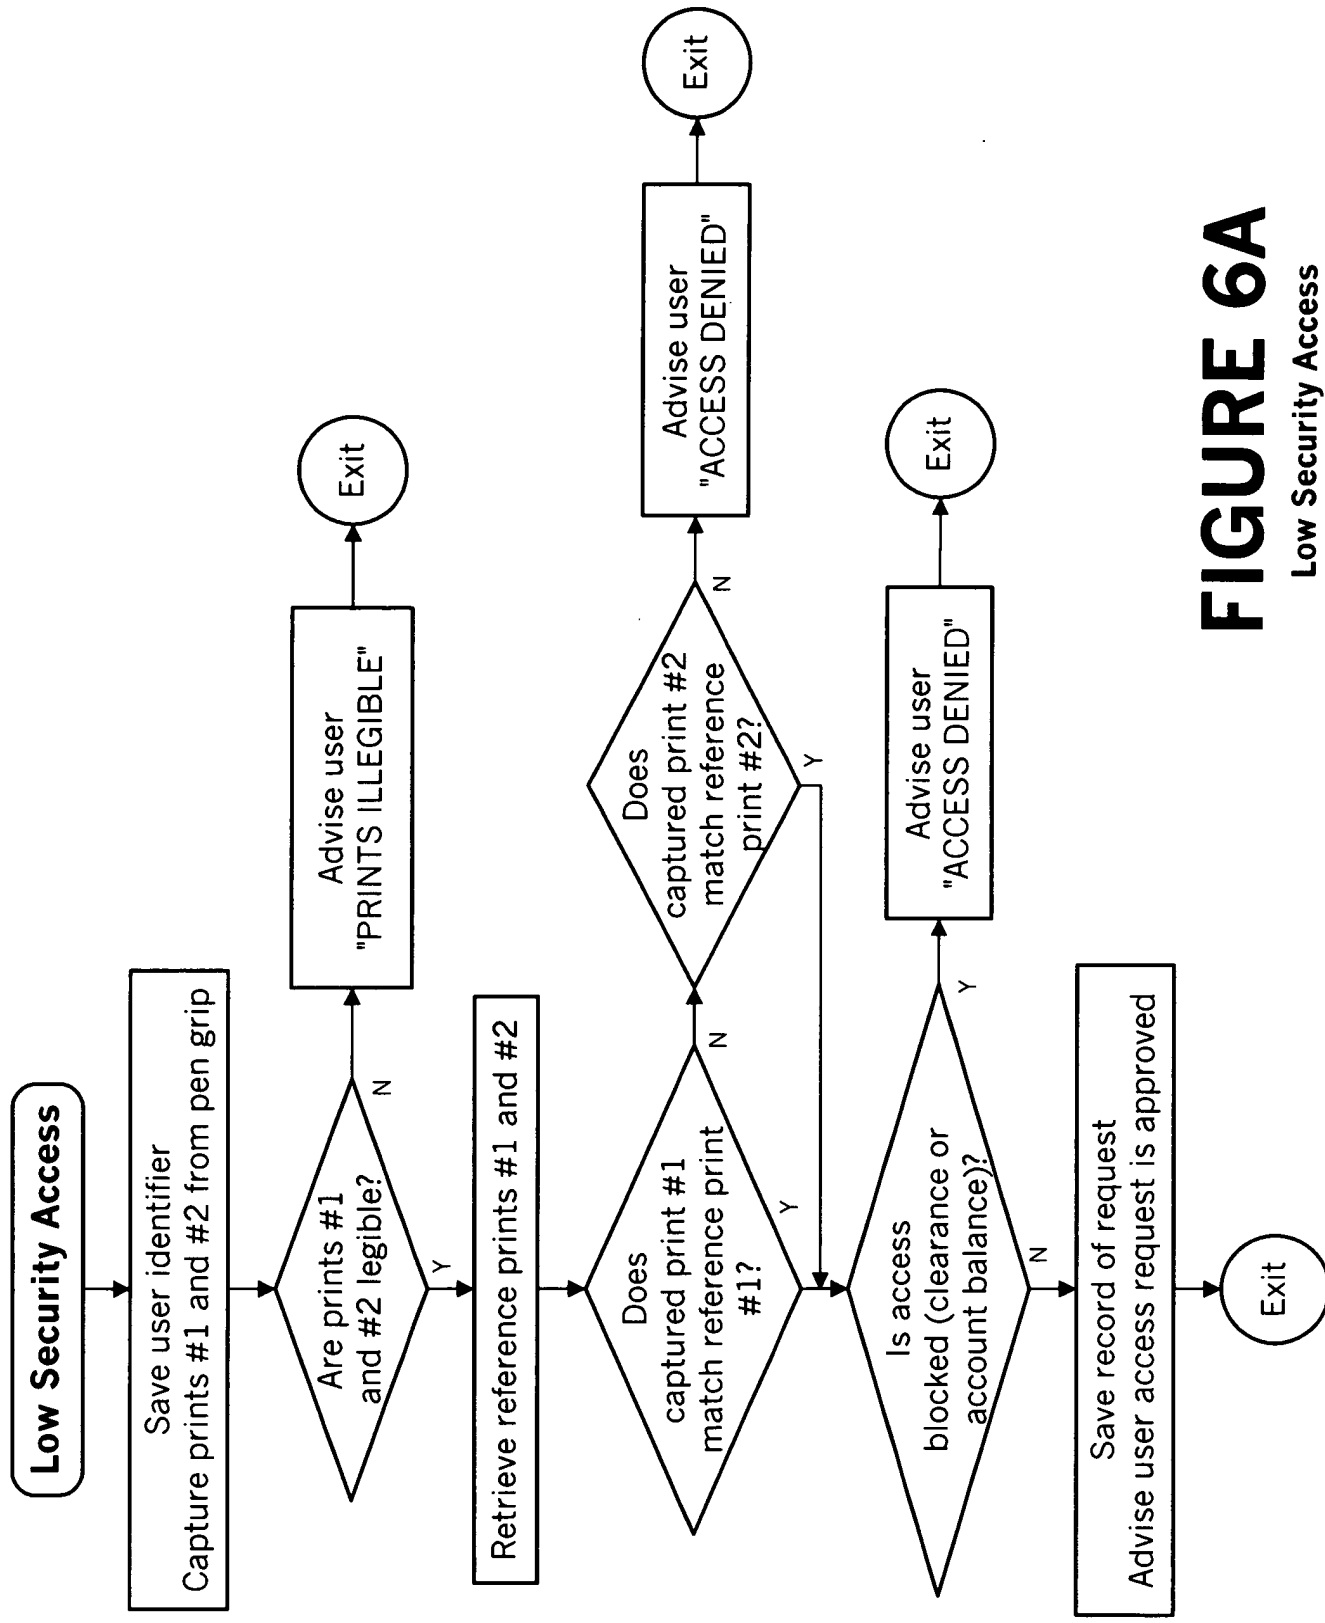 Low Security Access
Save user identifier
Capture prints #1 and #2 from pen grip
Are prints #1
and #2 legible?
N
Advise user
"PRINTS ILLEGIBLE"
Exit
Y
Retrieve reference prints #1 and #2
Does
captured print #1
match reference print
#1?
N
Does
captured print #2
match reference
print #2?
N
Advise user
"ACCESS DENIED"
Exit
Y
Y
Is access
blocked (clearance or
account balance)?
Y
Advise user
"ACCESS DENIED"
Exit
N
Save record of request
Advise user access request is approved
Exit
FIGURE 6A
Low Security Access